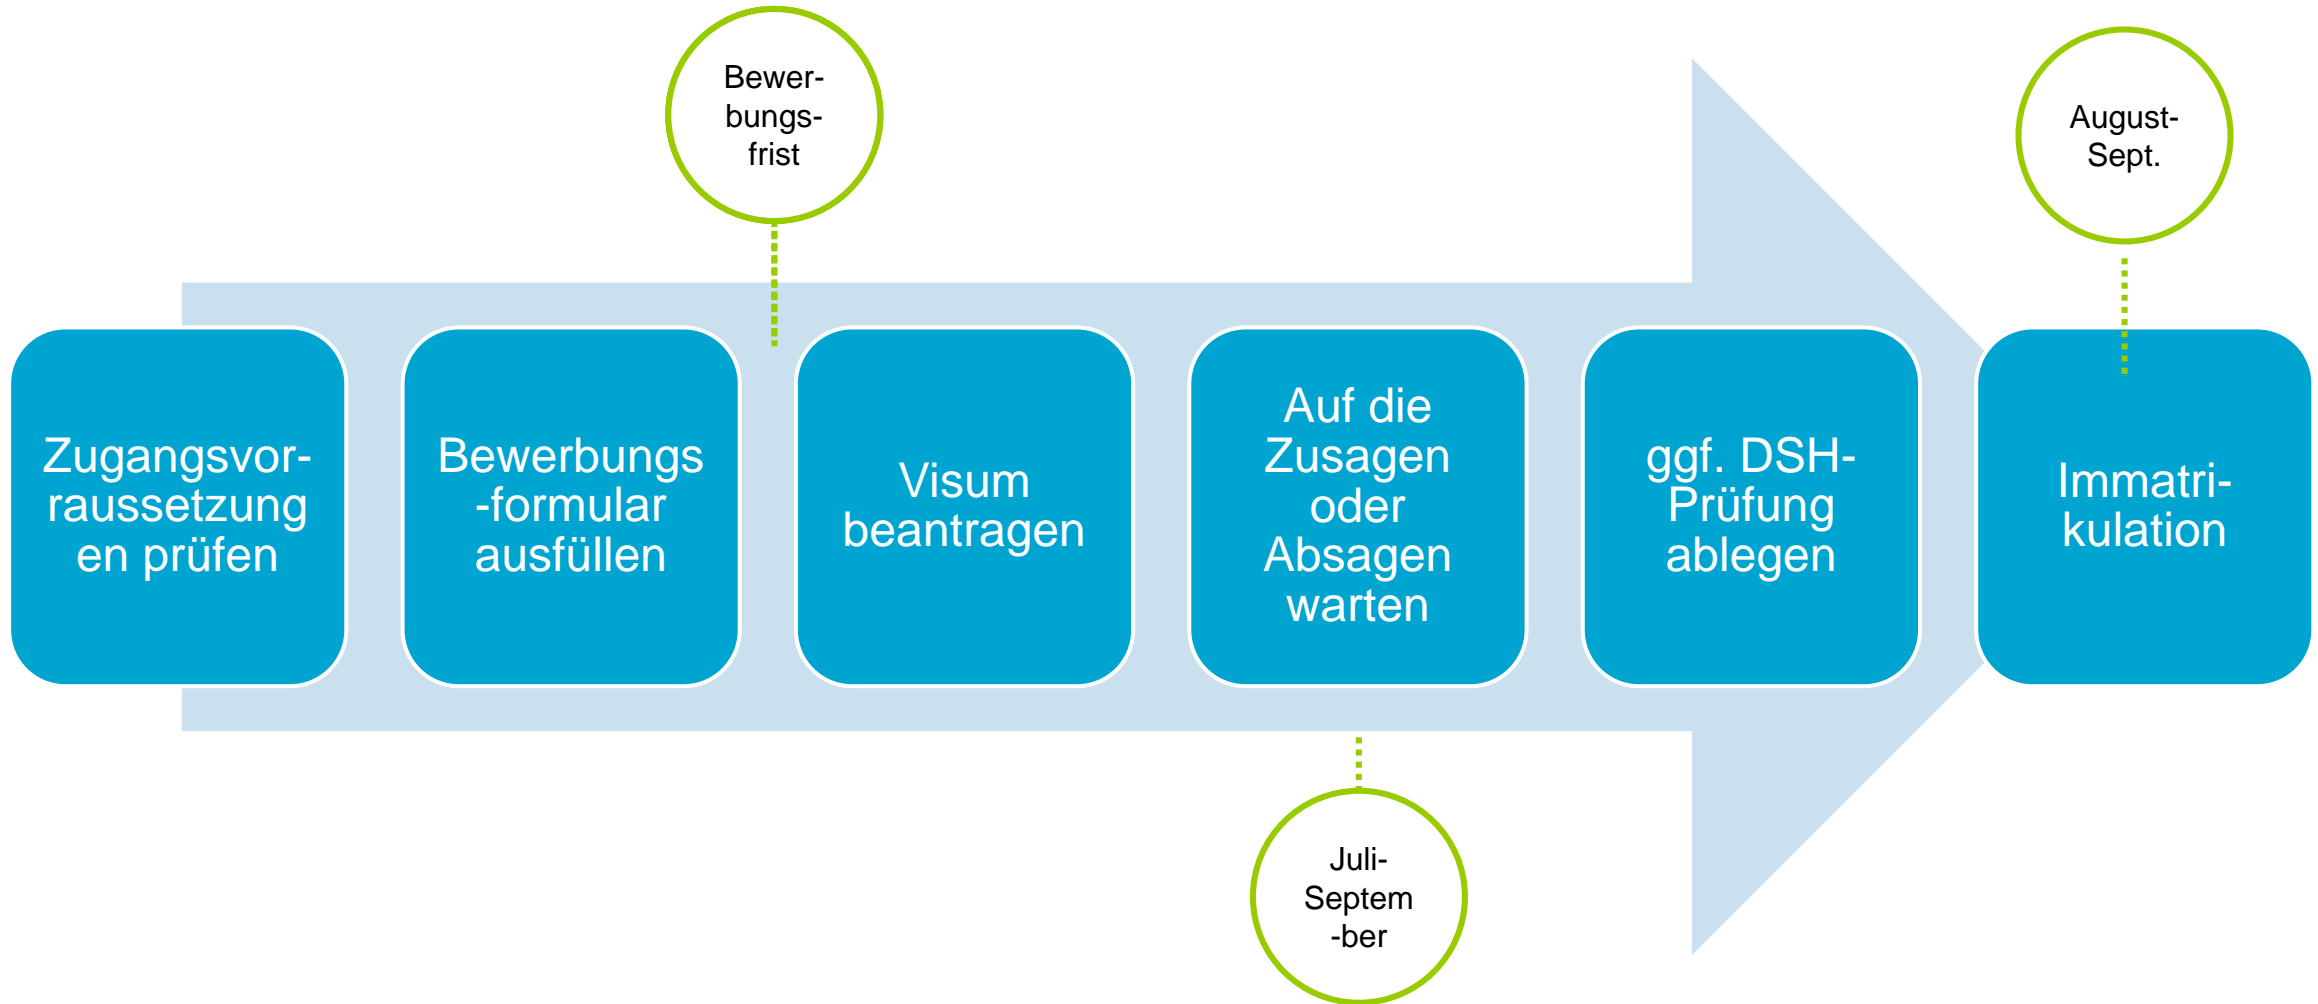 Bewer-
bungs-
frist
August-
Sept.
Zugangsvor-
raussetzung
en prüfen
Bewerbungs
-formular
ausfüllen
Visum
beantragen
Auf die
Zusagen
oder
Absagen
warten
ggf. DSH-
Prüfung
ablegen
Immatri-
kulation
Juli-
Septem
-ber